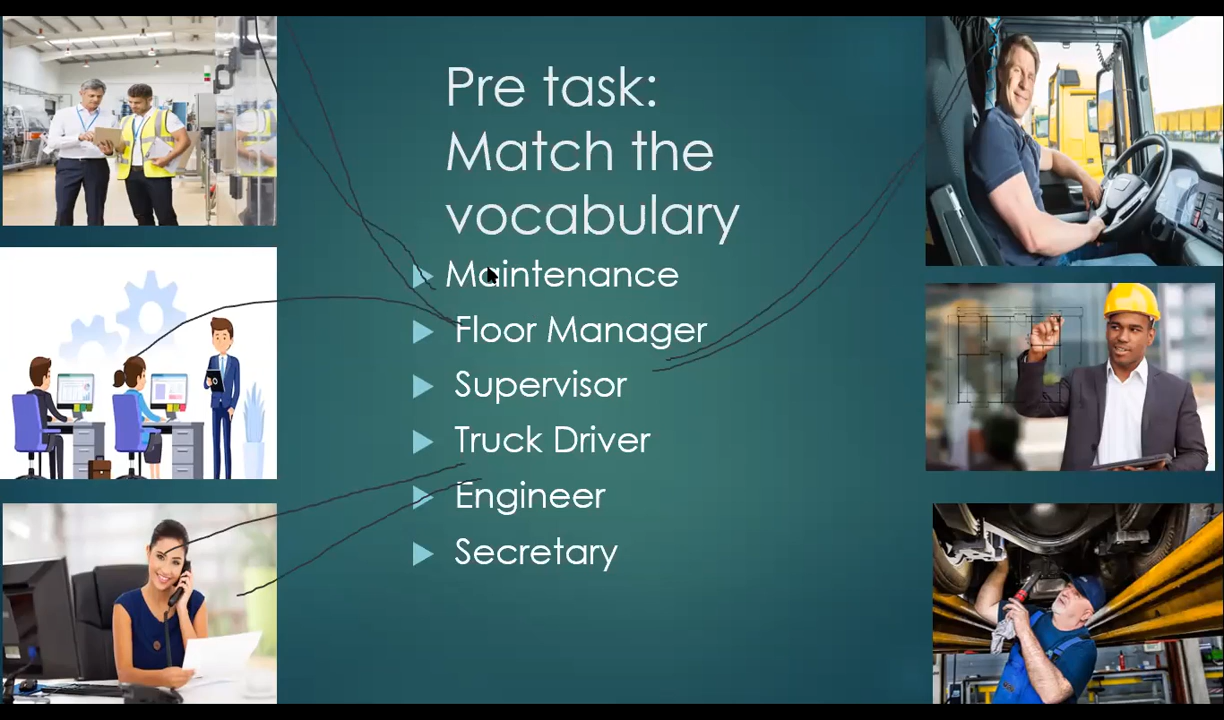 Pre task:
Match the
vocabulary
Maintenance
Floor Manager
Supervisor
Truck Driver
Engineer
Secretary